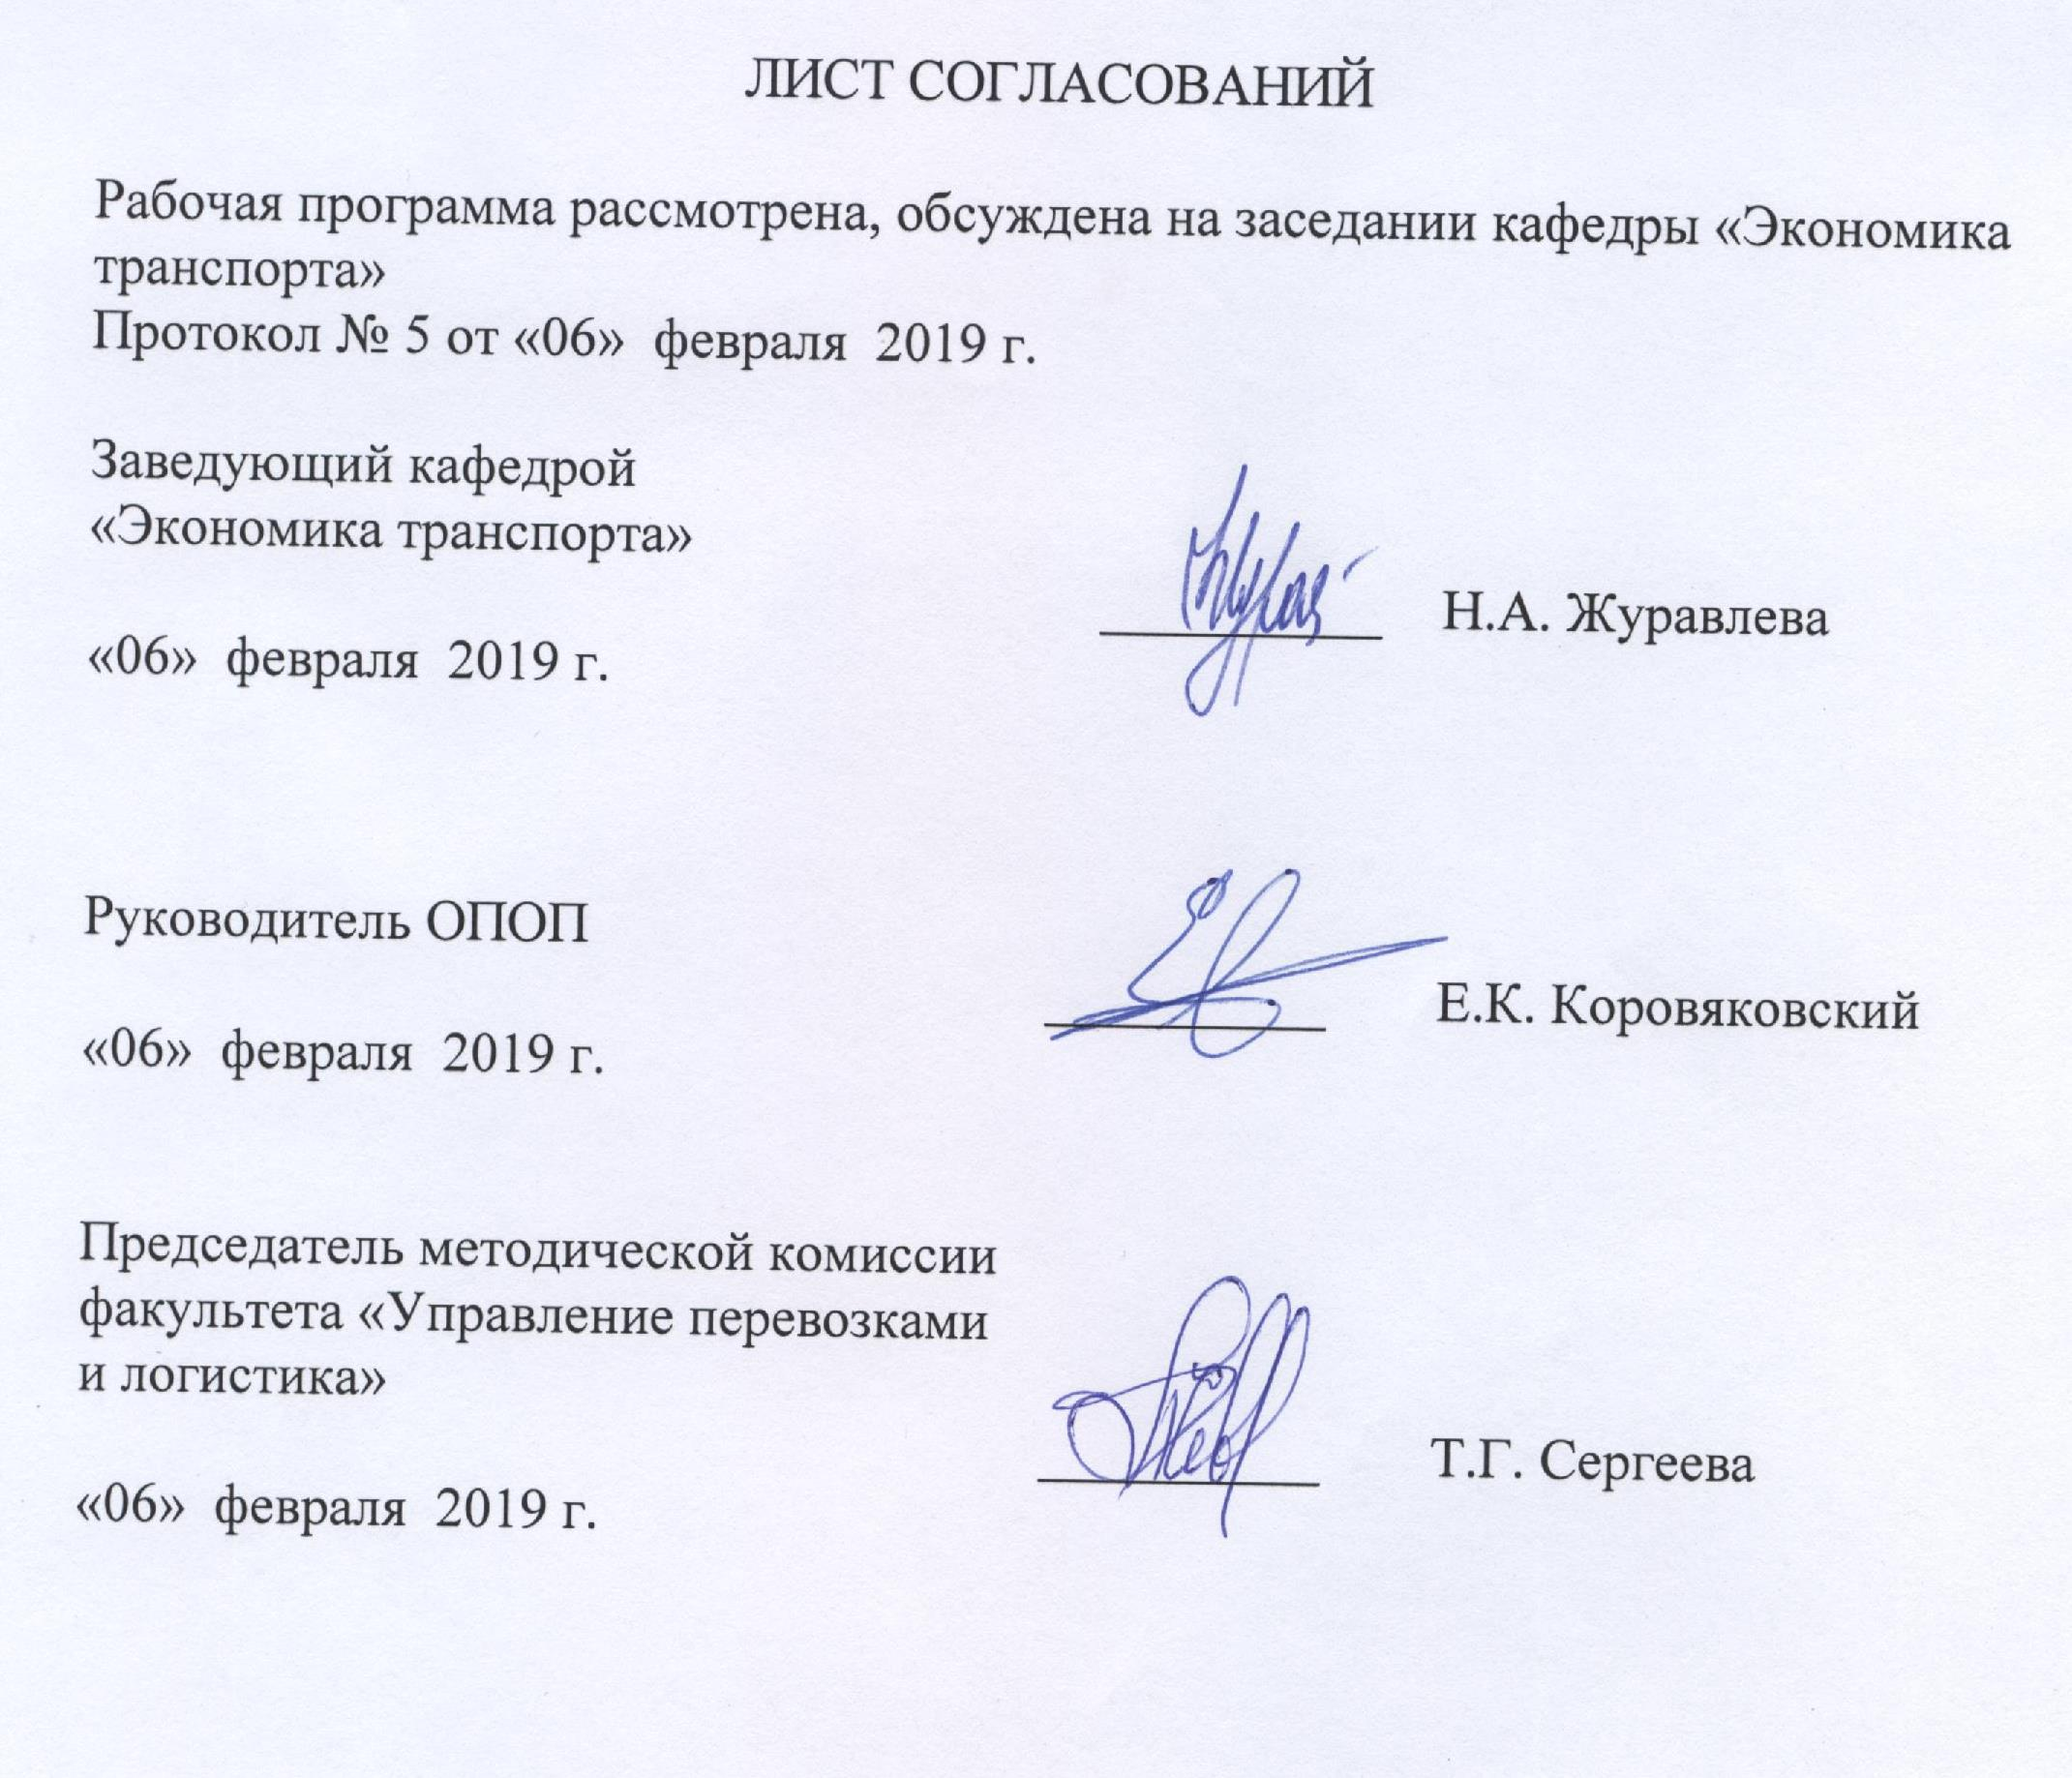 ЛИСТ СОГЛАСОВАНИЙ
Рабочая программа рассмотрена, обсуждена на заседании кафедры «Экономика
транспорта»
Протокол № 5 от «06» февраля 2019 г.
Заведующий кафедрой
«Экономика транспорта»
Н.А. Журавлева
«06» февраля 2019 г.
Руководитель ОПОП
Е.К. Коровяковский
«06» февраля 2019 г.
Председатель методической комиссии
факультета «Управление перевозками
и логистика»
Т.Г. Сергеева
«06» февраля 2019 г.